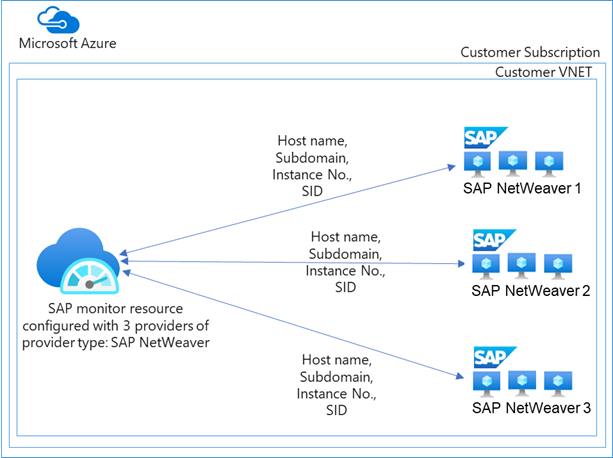 Microsoft Azure
Customer Subscription
Customer VNET
Host name,
Subdomain,
Instance No.,
SID
SAP
SAP NetWeaver 1
Host name,
Subdomain,
Instance No.,
SID
SAP
SAP NetWeaver 2
SAP monitor resource
configured with 3 providers of
provider type: SAP NetWeaver
Host name,
Subdomain,
Instance No.,
SID
SAP
SAP NetWeaver 3